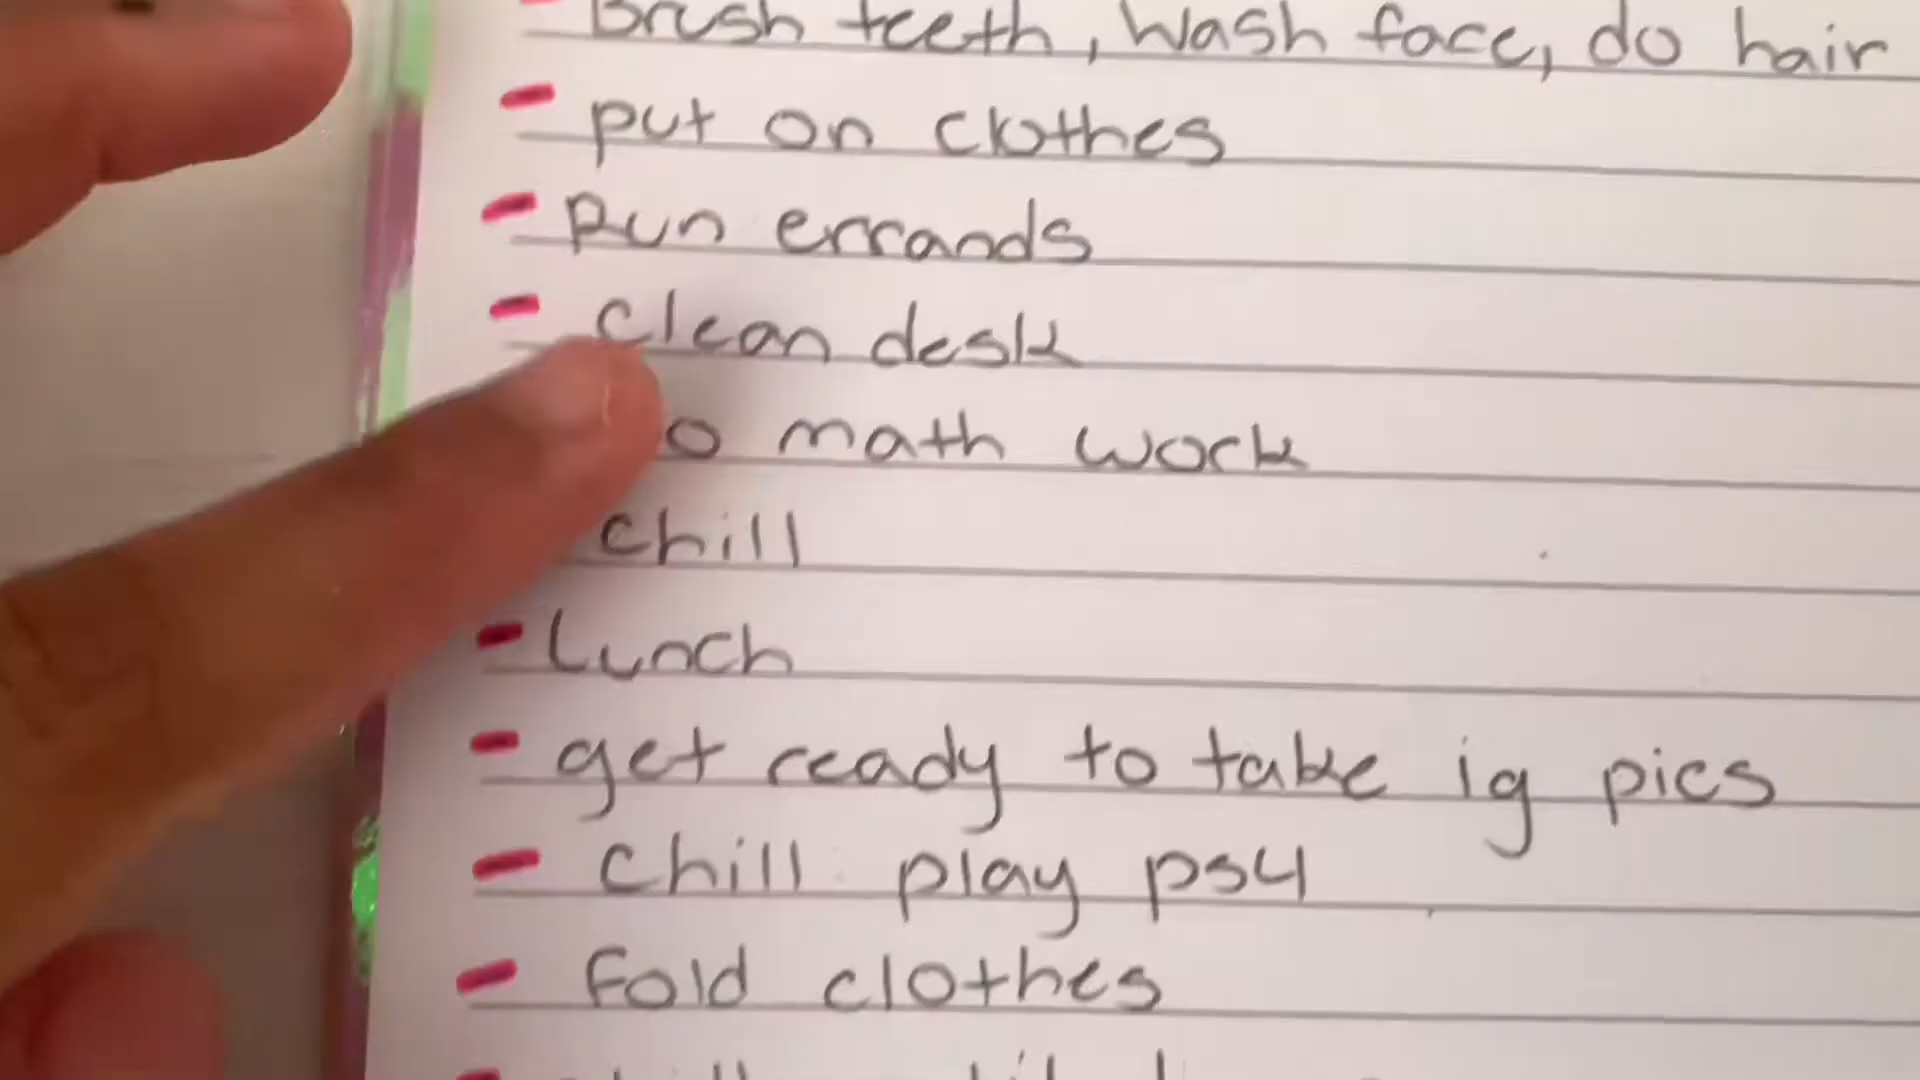 - Brush teeth, wash face, do hair
- put on clothes
- Run errands
- clean desk
o math work
chill
- Lunch
- get ready to take ig pics
- chill play ps4
- Fold clothes